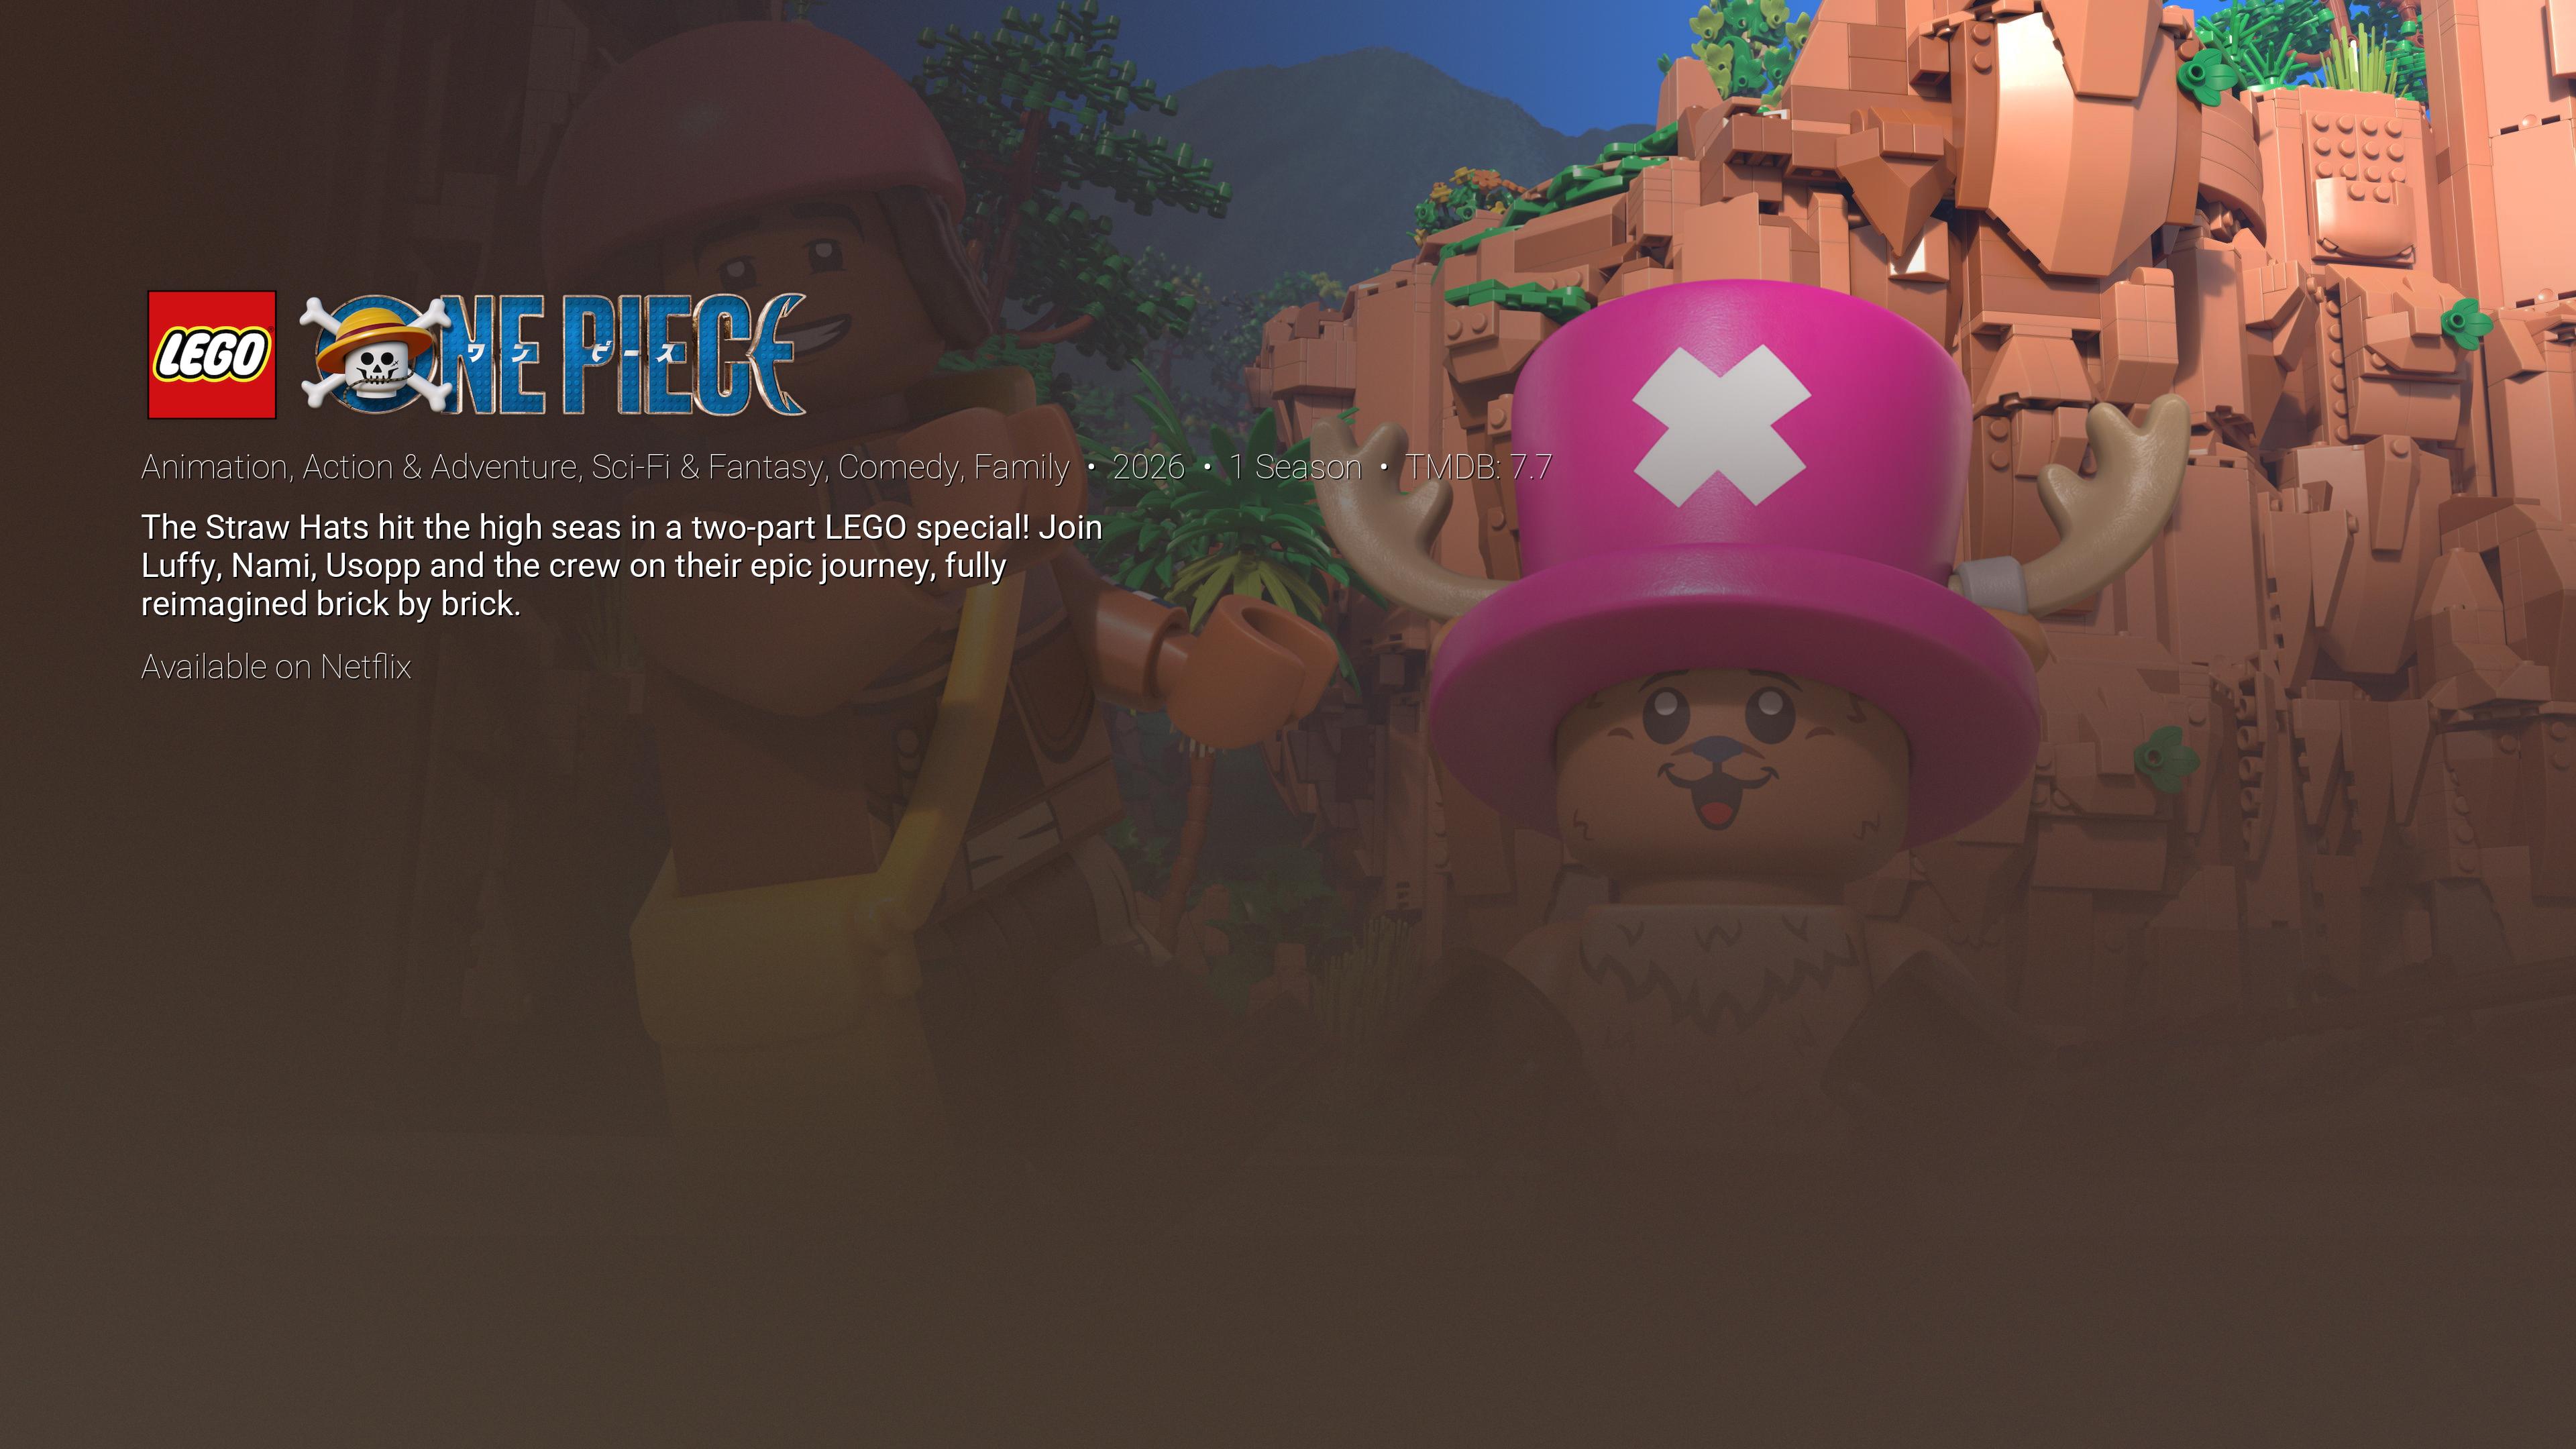 LEGO
ONE PIECE
ワンピース
Animation, Action & Adventure, Sci-Fi & Fantasy, Comedy, Family • 2026 • 1 Season • TMDB: 7.7
The Straw Hats hit the high seas in a two-part LEGO special! Join
Luffy, Nami, Usopp and the crew on their epic journey, fully
reimagined brick by brick.
Available on Netflix